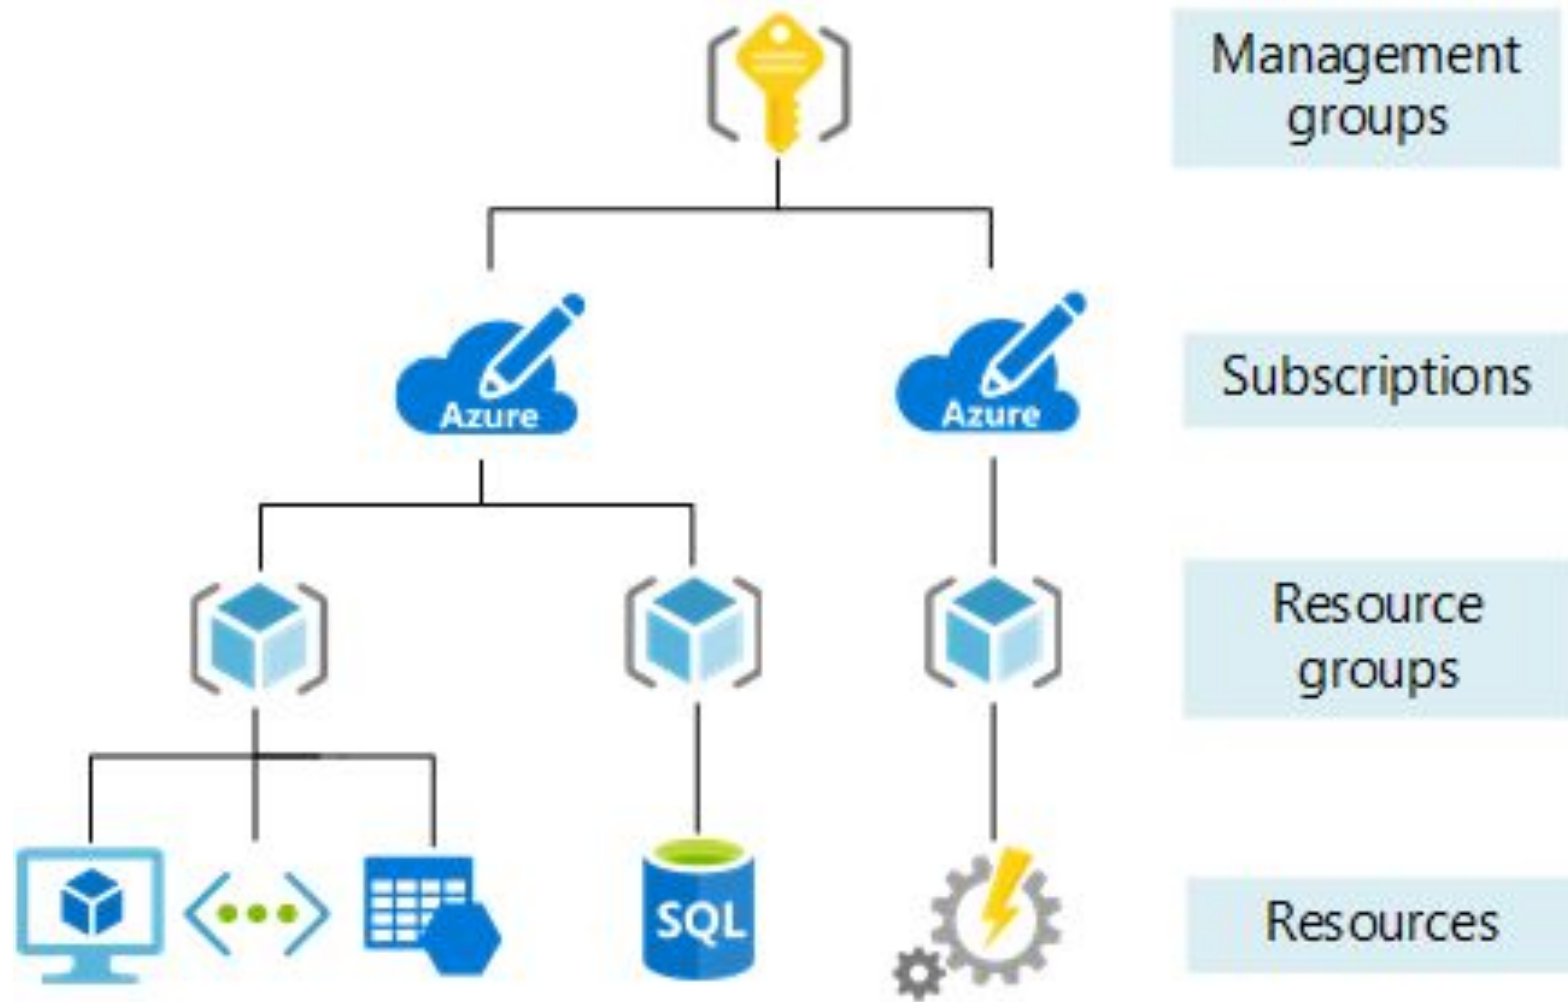 Management
groups
Azure
Azure
Subscriptions
Resource
groups
SQL
Resources